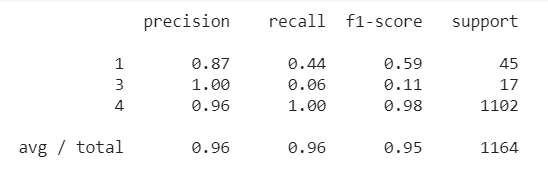 precision recall f1-score support
1 0.87 0.44 0.59 45
3 1.00 0.06 0.11 17
4 0.96 1.00 0.98 1102
avg / total 0.96 0.96 0.95 1164